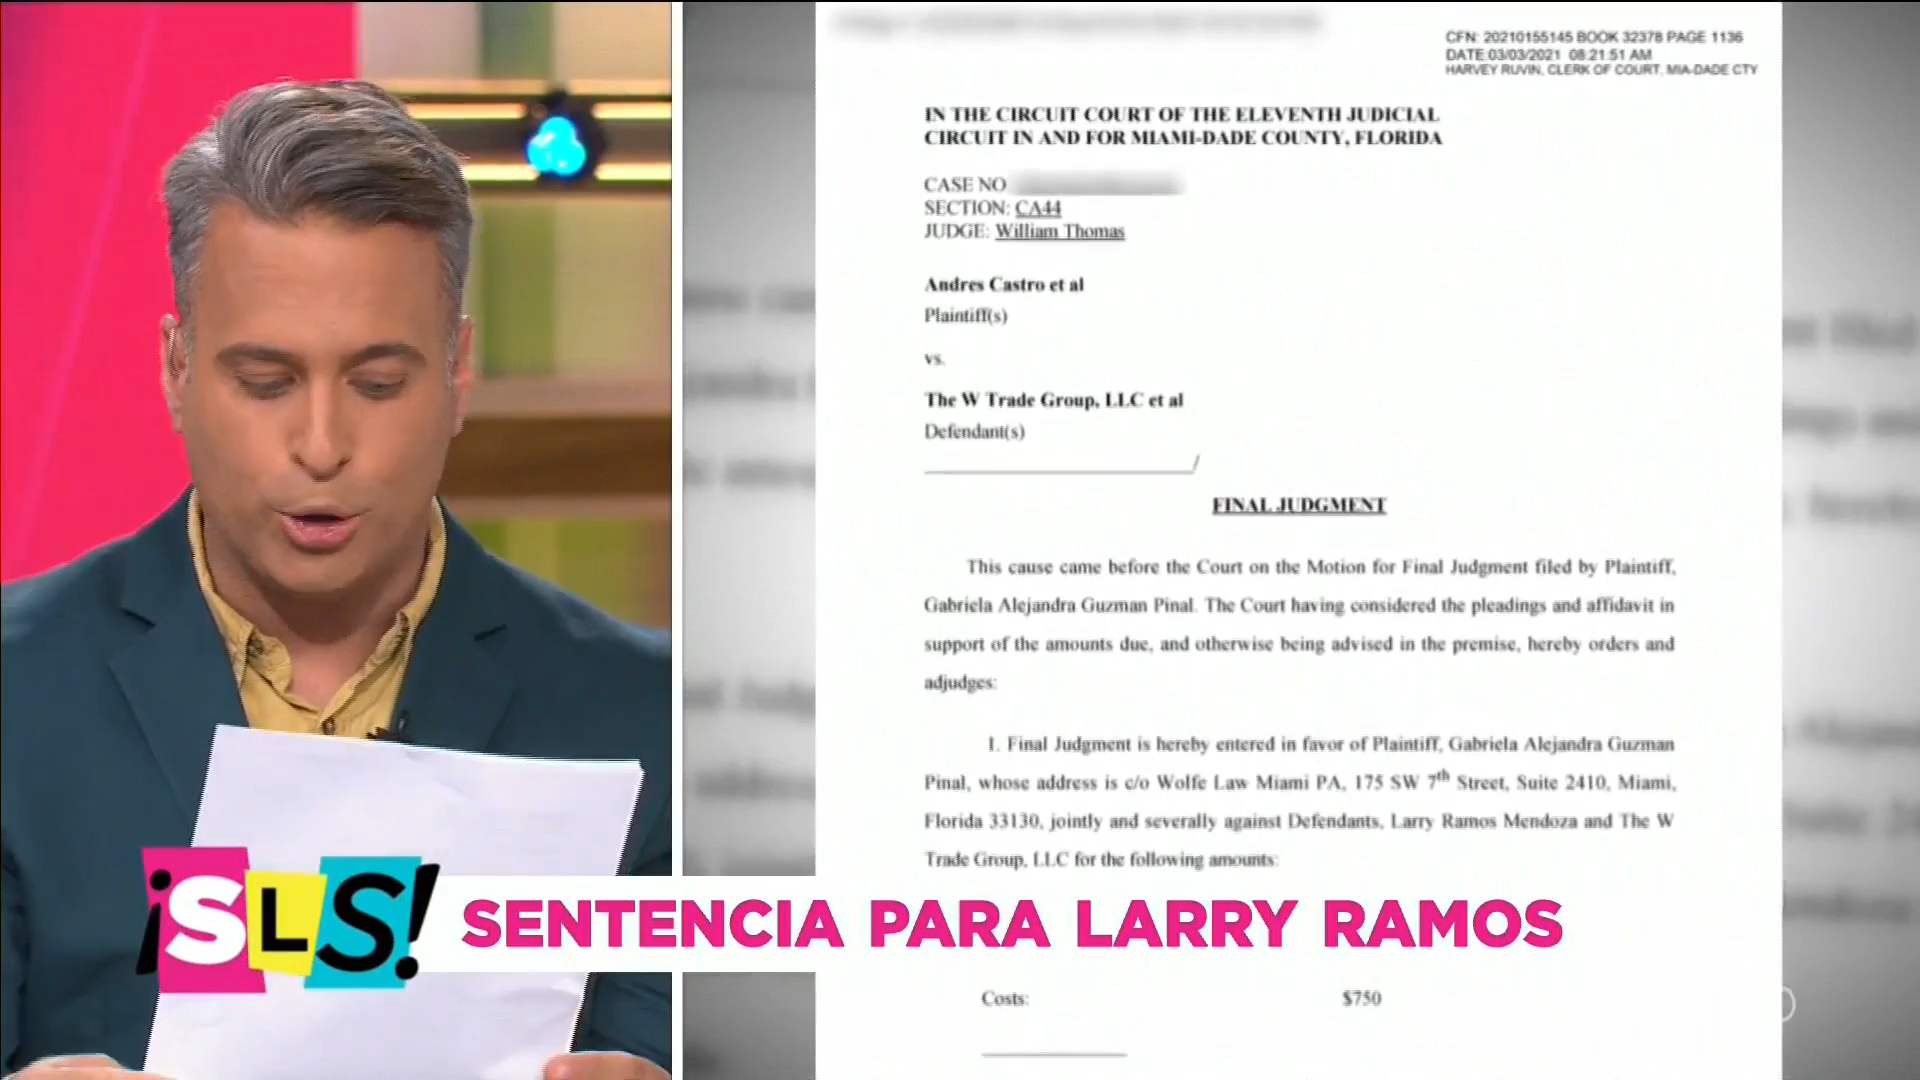 CFN: 20210155145 BOOK 32378 PAGE 1136
DATE:03/03/2021 08:21:51 AM
HARVEY RUVIN, CLERK OF COURT, MIA-DADE CTY
IN THE CIRCUIT COURT OF THE ELEVENTH JUDICIAL
CIRCUIT IN AND FOR MIAMI-DADE COUNTY, FLORIDA
CASE NO
SECTION: CA44
JUDGE: William Thomas
Andres Castro et al
Plaintiff(s)
vs.
The W Trade Group, LLC et al
Defendant(s)
/
FINAL JUDGMENT
This cause came before the Court on the Motion for Final Judgment filed by Plaintiff,
Gabriela Alejandra Guzman Pinal. The Court having considered the pleadings and affidavit in
support of the amounts due, and otherwise being advised in the premise, hereby orders and
adjudges:
1. Final Judgment is hereby entered in favor of Plaintiff, Gabriela Alejandra Guzman
Pinal, whose address is c/o Wolfe Law Miami PA, 175 SW 7th Street, Suite 2410, Miami,
Florida 33130, jointly and severally against Defendants, Larry Ramos Mendoza and The W
Trade Group, LLC for the following amounts:
¡SLS!
SENTENCIA PARA LARRY RAMOS
Costs: $750